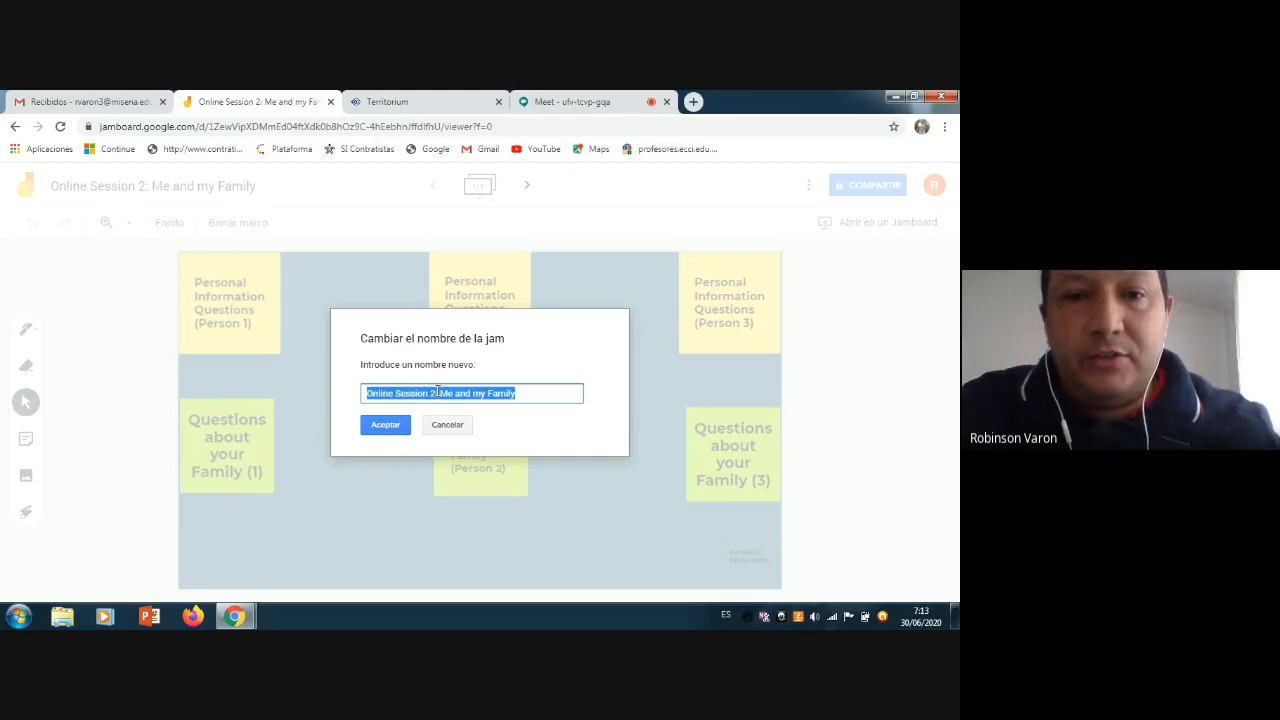 Recibidos - rvaron3@misena.edu
Online Session 2: Me and my Fa
Territorium
Meet - ufv-tcvp-gqa
jamboard.google.com/d/1ZewVipXDMmEd04ftXdk0b8hOz9C-4hEebhnJffdifhU/viewer?f=0
Aplicaciones
Continue
http://www.contrati...
Plataforma
SI Contratistas
Google
Gmail
YouTube
Maps
profesores.ecci.edu....
Online Session 2: Me and my Family
COMPARTIR
R
Fondo
Borrar marco
Abrir en un Jamboard
Personal
Information
Questions
(Person 1)
Personal
Information
Questions
Personal
Information
Questions
(Person 3)
Cambiar el nombre de la jam
Introduce un nombre nuevo:
Online Session 2: Me and my Family
Aceptar
Cancelar
Questions
about
your
Family (1)
Family
(Person 2)
Questions
about
your
Family (3)
Robinson Varon
ES
7:13
30/06/2020